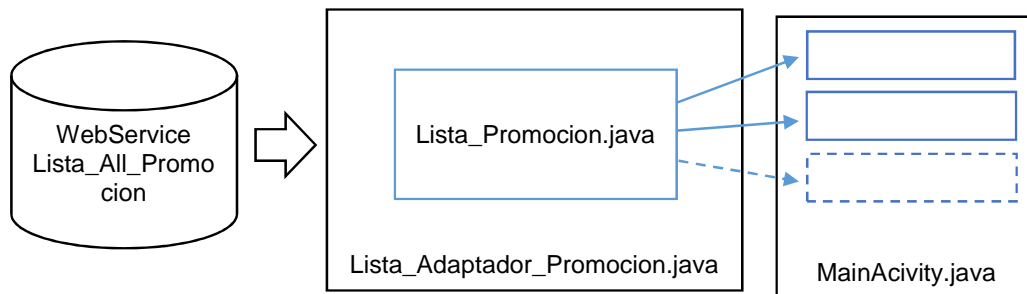 WebService
Lista_All_Promo
cion
Lista_Promocion.java
Lista_Adaptador_Promocion.java
MainAcivity.java